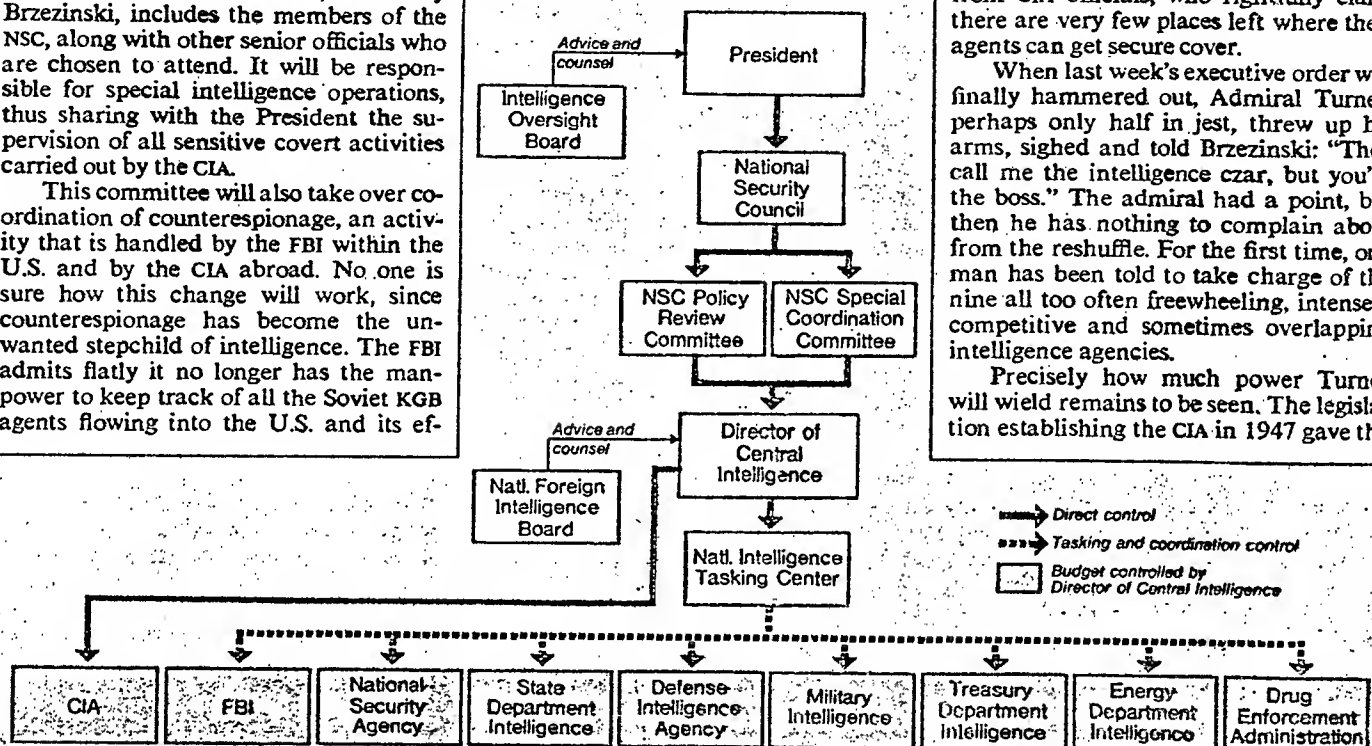 Brzezinski, includes the members of the
NSC, along with other senior officials who
are chosen to attend. It will be respon-
sible for special intelligence operations,
thus sharing with the President the su-
pervision of all sensitive covert activities
carried out by the CIA.
This committee will also take over co-
ordination of counterespionage, an activ-
ity that is handled by the FBI within the
U.S. and by the CIA abroad. No one is
sure how this change will work, since
counterespionage has become the un-
wanted stepchild of intelligence. The FBI
admits flatly it no longer has the man-
power to keep track of all the Soviet KGB
agents flowing into the U.S. and its ef-
Advice and
counsel
President
Intelligence
Oversight
Board
National
Security
Council
NSC Policy
Review
Committee
NSC Special
Coordination
Committee
Advice and
counsel
Director of
Central
Intelligence
Natl. Foreign
Intelligence
Board
Natl. Intelligence
Tasking Center
there are very few places left where the
agents can get secure cover.
When last week's executive order w
finally hammered out, Admiral Turne
perhaps only half in jest, threw up h
arms, sighed and told Brzezinski: "The
call me the intelligence czar, but you'
the boss." The admiral had a point, b
then he has nothing to complain abo
from the reshuffle. For the first time, on
man has been told to take charge of th
nine all too often freewheeling, intense
competitive and sometimes overlappin
intelligence agencies.
Precisely how much power Turne
will wield remains to be seen. The legisla
tion establishing the CIA in 1947 gave th
Direct control
Tasking and coordination control
Budget controlled by
Director of Central Intelligence
CIA
FBI
National
Security
Agency
State
Department
Intelligence
Defense
Intelligence
Agency
Military
Intelligence
Treasury
Department
Intelligence
Energy
Department
Intelligence
Drug
Enforcement
Administration